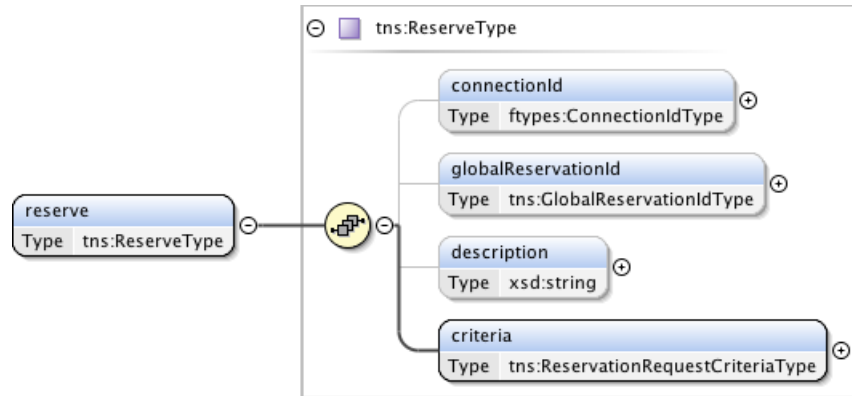 tns:ReserveType
connectionId
Type ftypes:ConnectionIdType
globalReservationId
Type tns:GlobalReservationIdType
reserve
Type tns:ReserveType
description
Type xsd:string
criteria
Type tns:ReservationRequestCriteriaType